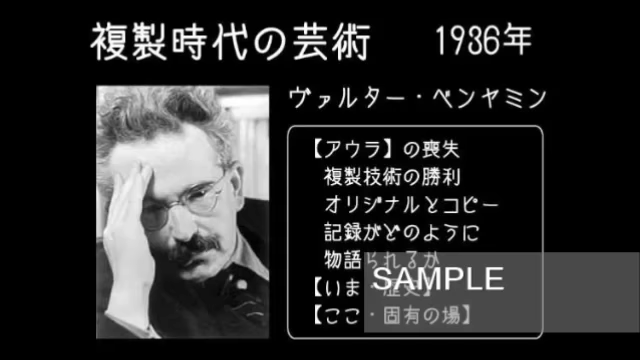 複製時代の芸術 1936年
ヴァルター・ベンヤミン
【アウラ】の喪失
複製技術の勝利
オリジナルとコピー
記録がどのように
物語られるか
【いま・歴史】
【ここ・固有の場】
SAMPLE